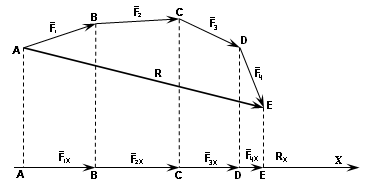 B F̅₂ C
F̅₁ F̅₃
A D
R F̅₄
E
F̅₁ₓ F̅₂ₓ F̅₃ₓ F̅₄ₓ Rₓ X
A B C D E